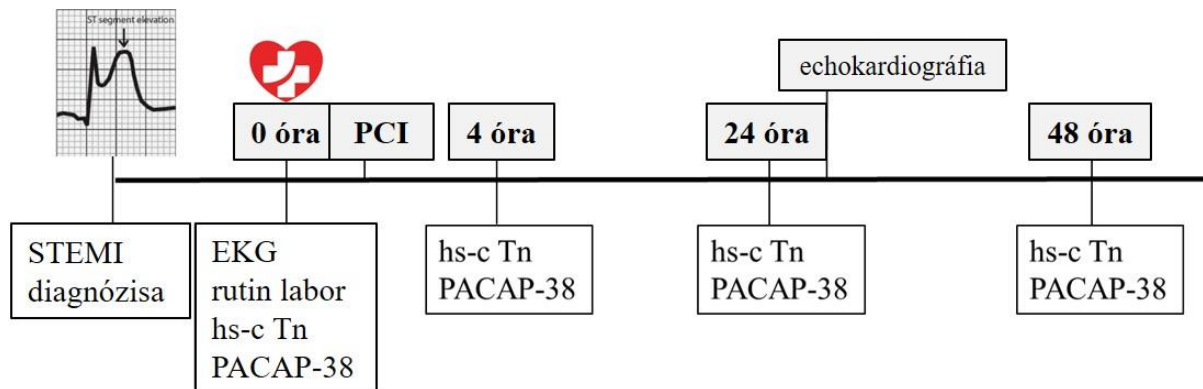 ST segment elevation
echokardiográfia
0 óra
PCI
4 óra
24 óra
48 óra
STEMI
diagnózisa
EKG
rutin labor
hs-c Tn
PACAP-38
hs-c Tn
PACAP-38
hs-c Tn
PACAP-38
hs-c Tn
PACAP-38